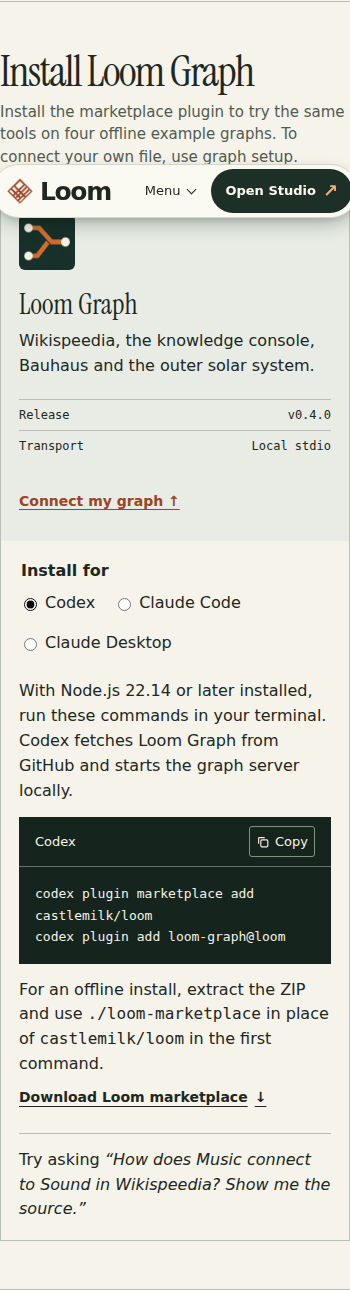 Install Loom Graph
Install the marketplace plugin to try the same
tools on four offline example graphs. To
connect your own file, use graph setup.
Loom
Menu
Open Studio ↗
Loom Graph
Wikispeedia, the knowledge console,
Bauhaus and the outer solar system.
Release v0.4.0
Transport Local stdio
Connect my graph ↑
Install for
Codex Claude Code
Claude Desktop
With Node.js 22.14 or later installed,
run these commands in your terminal.
Codex fetches Loom Graph from
GitHub and starts the graph server
locally.
Codex Copy
codex plugin marketplace add
castlemilk/loom
codex plugin add loom-graph@loom
For an offline install, extract the ZIP
and use ./loom-marketplace in place
of castlemilk/loom in the first
command.
Download Loom marketplace ↓
Try asking “How does Music connect
to Sound in Wikispeedia? Show me the
source.”